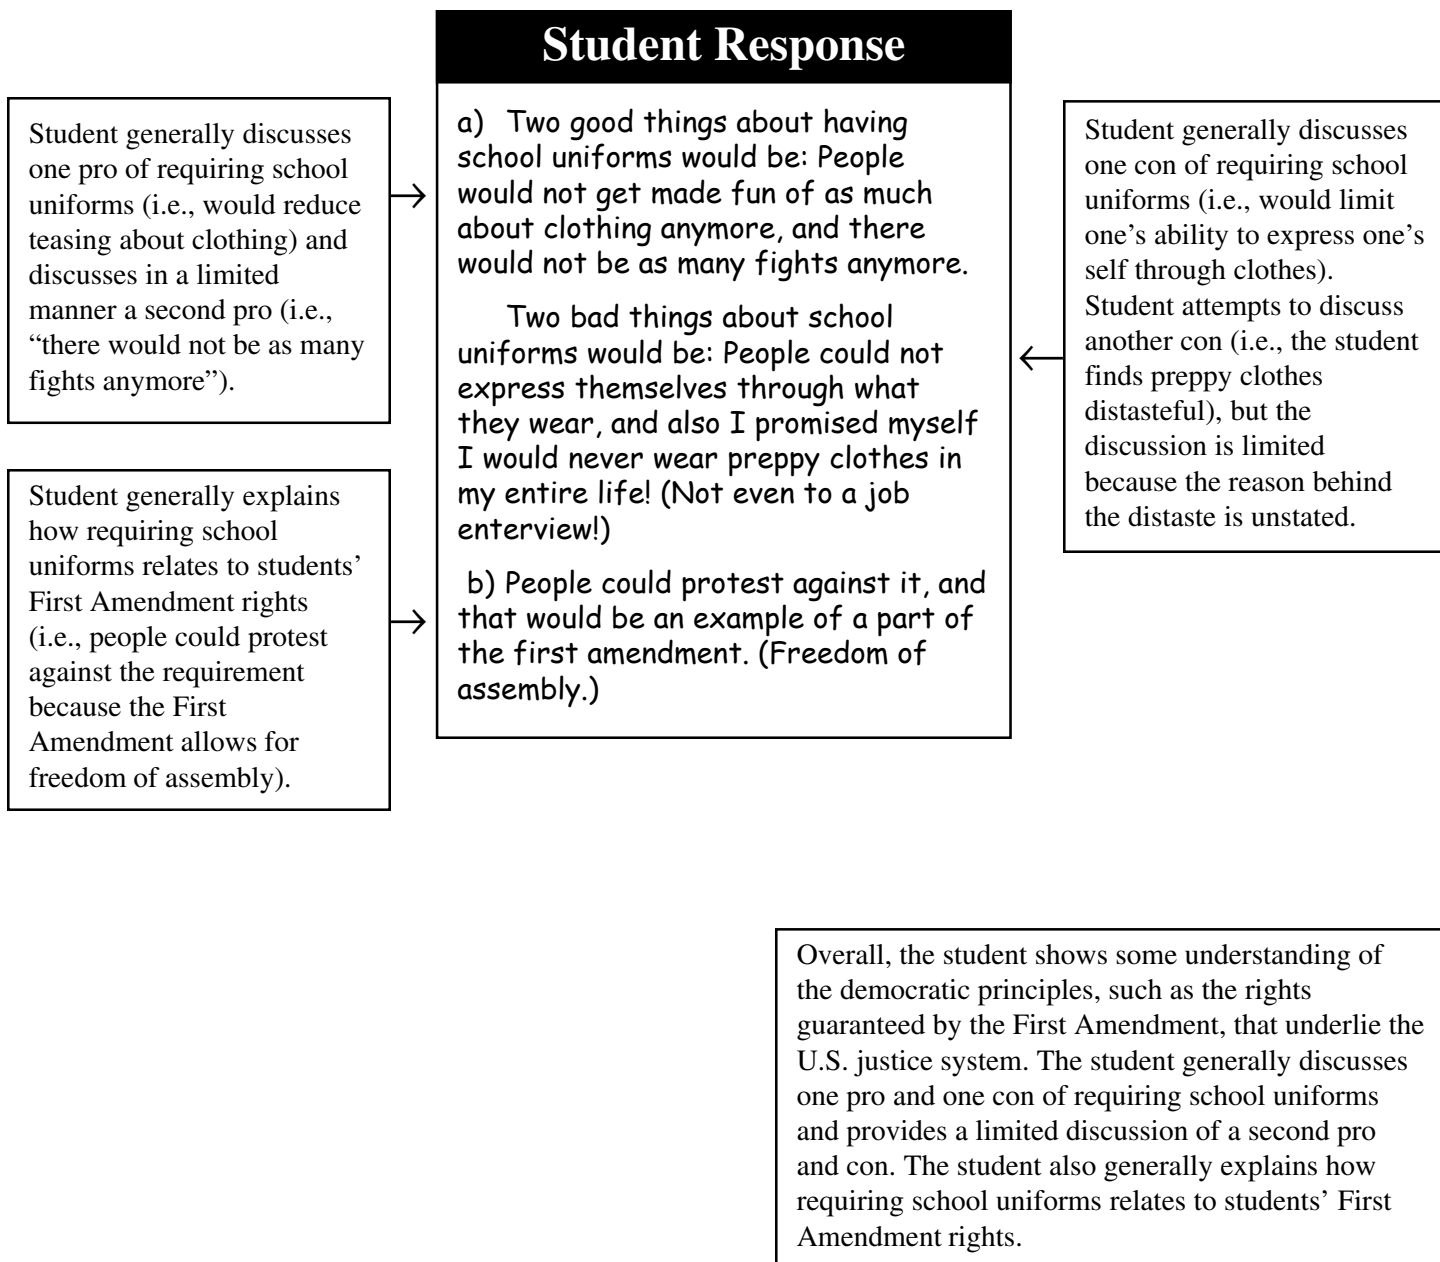 Student Response
Student generally discusses
one pro of requiring school
uniforms (i.e., would reduce
teasing about clothing) and
discusses in a limited
manner a second pro (i.e.,
“there would not be as many
fights anymore”).
Student generally explains
how requiring school
uniforms relates to students’
First Amendment rights
(i.e., people could protest
against the requirement
because the First
Amendment allows for
freedom of assembly).
a) Two good things about having
school uniforms would be: People
would not get made fun of as much
about clothing anymore, and there
would not be as many fights anymore.
Two bad things about school
uniforms would be: People could not
express themselves through what
they wear, and also I promised myself
I would never wear preppy clothes in
my entire life! (Not even to a job
enterview!)
b) People could protest against it, and
that would be an example of a part of
the first amendment. (Freedom of
assembly.)
Student generally discusses
one con of requiring school
uniforms (i.e., would limit
one’s ability to express one’s
self through clothes).
Student attempts to discuss
another con (i.e., the student
finds preppy clothes
distasteful), but the
discussion is limited
because the reason behind
the distaste is unstated.
Overall, the student shows some understanding of
the democratic principles, such as the rights
guaranteed by the First Amendment, that underlie the
U.S. justice system. The student generally discusses
one pro and one con of requiring school uniforms
and provides a limited discussion of a second pro
and con. The student also generally explains how
requiring school uniforms relates to students’ First
Amendment rights.